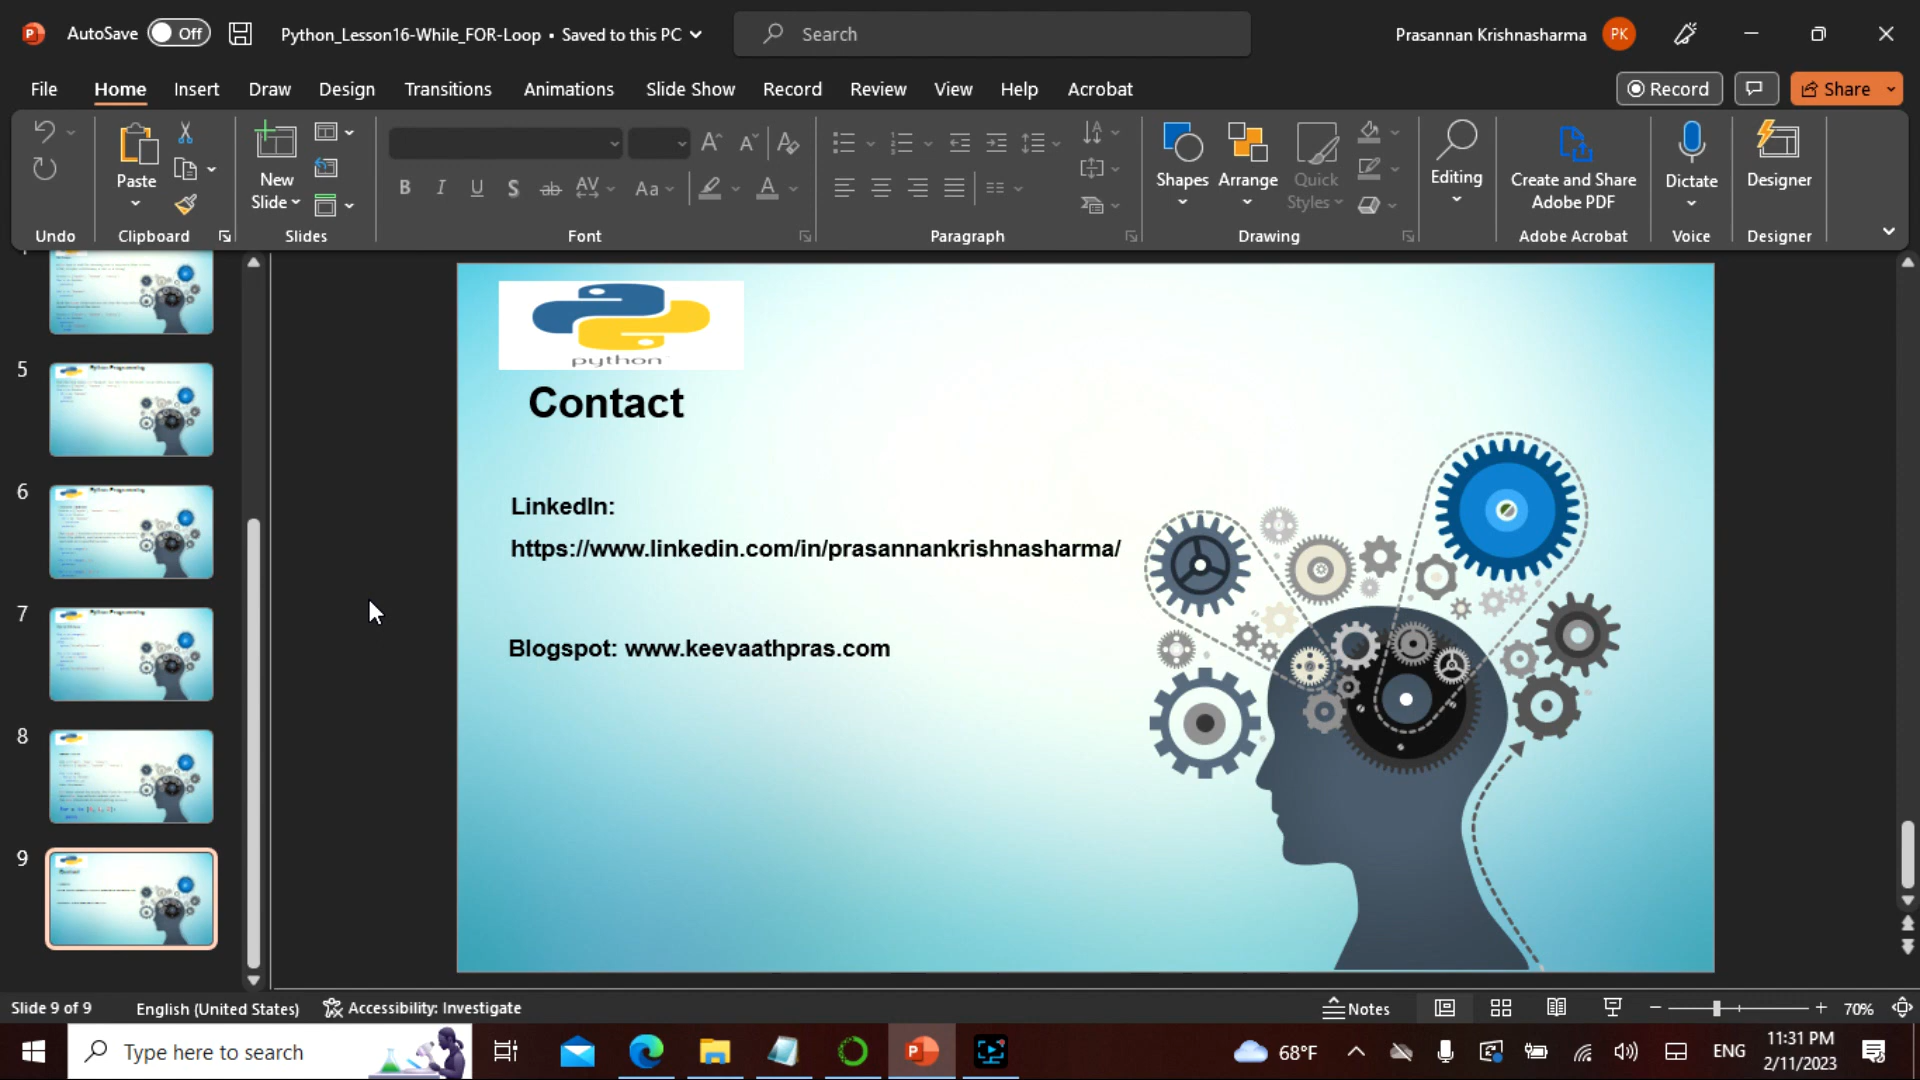 AutoSave Off Python_Lesson16-While_FOR-Loop • Saved to this PC Search Prasannan Krishnasharma PK
File Home Insert Draw Design Transitions Animations Slide Show Record Review View Help Acrobat Record Share
Paste New Slide Shapes Arrange Quick Styles Editing Create and Share Adobe PDF Dictate Designer
Undo Clipboard Slides Font Paragraph Drawing Adobe Acrobat Voice Designer
python
Contact
LinkedIn:
https://www.linkedin.com/in/prasannankrishnasharma/
Blogspot: www.keevaathpras.com
5
6
7
8
9
Slide 9 of 9 English (United States) Accessibility: Investigate Notes 70%
Type here to search 68°F ENG 11:31 PM
2/11/2023